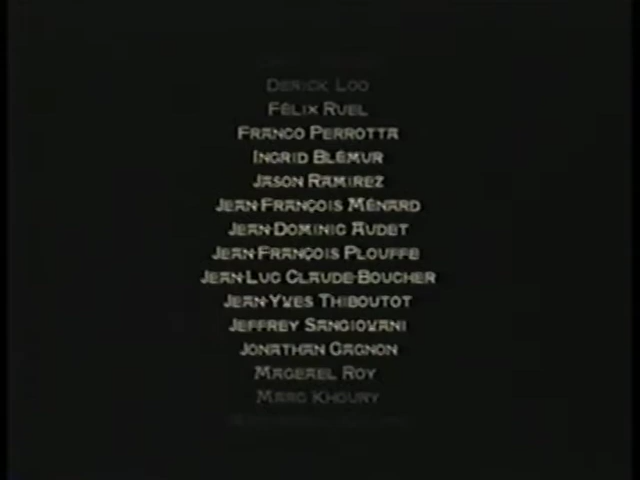 Derick Loo
Félix Ruel
Franco Perrotta
Ingrid Blémur
Jason Ramirez
Jean-François Ménard
Jean-Dominic Audet
Jean-François Plouffe
Jean-Luc Claude-Boucher
Jean-Yves Thiboutot
Jeffrey Sangiovani
Jonathan Gagnon
Magerel Roy
Marc Khoury